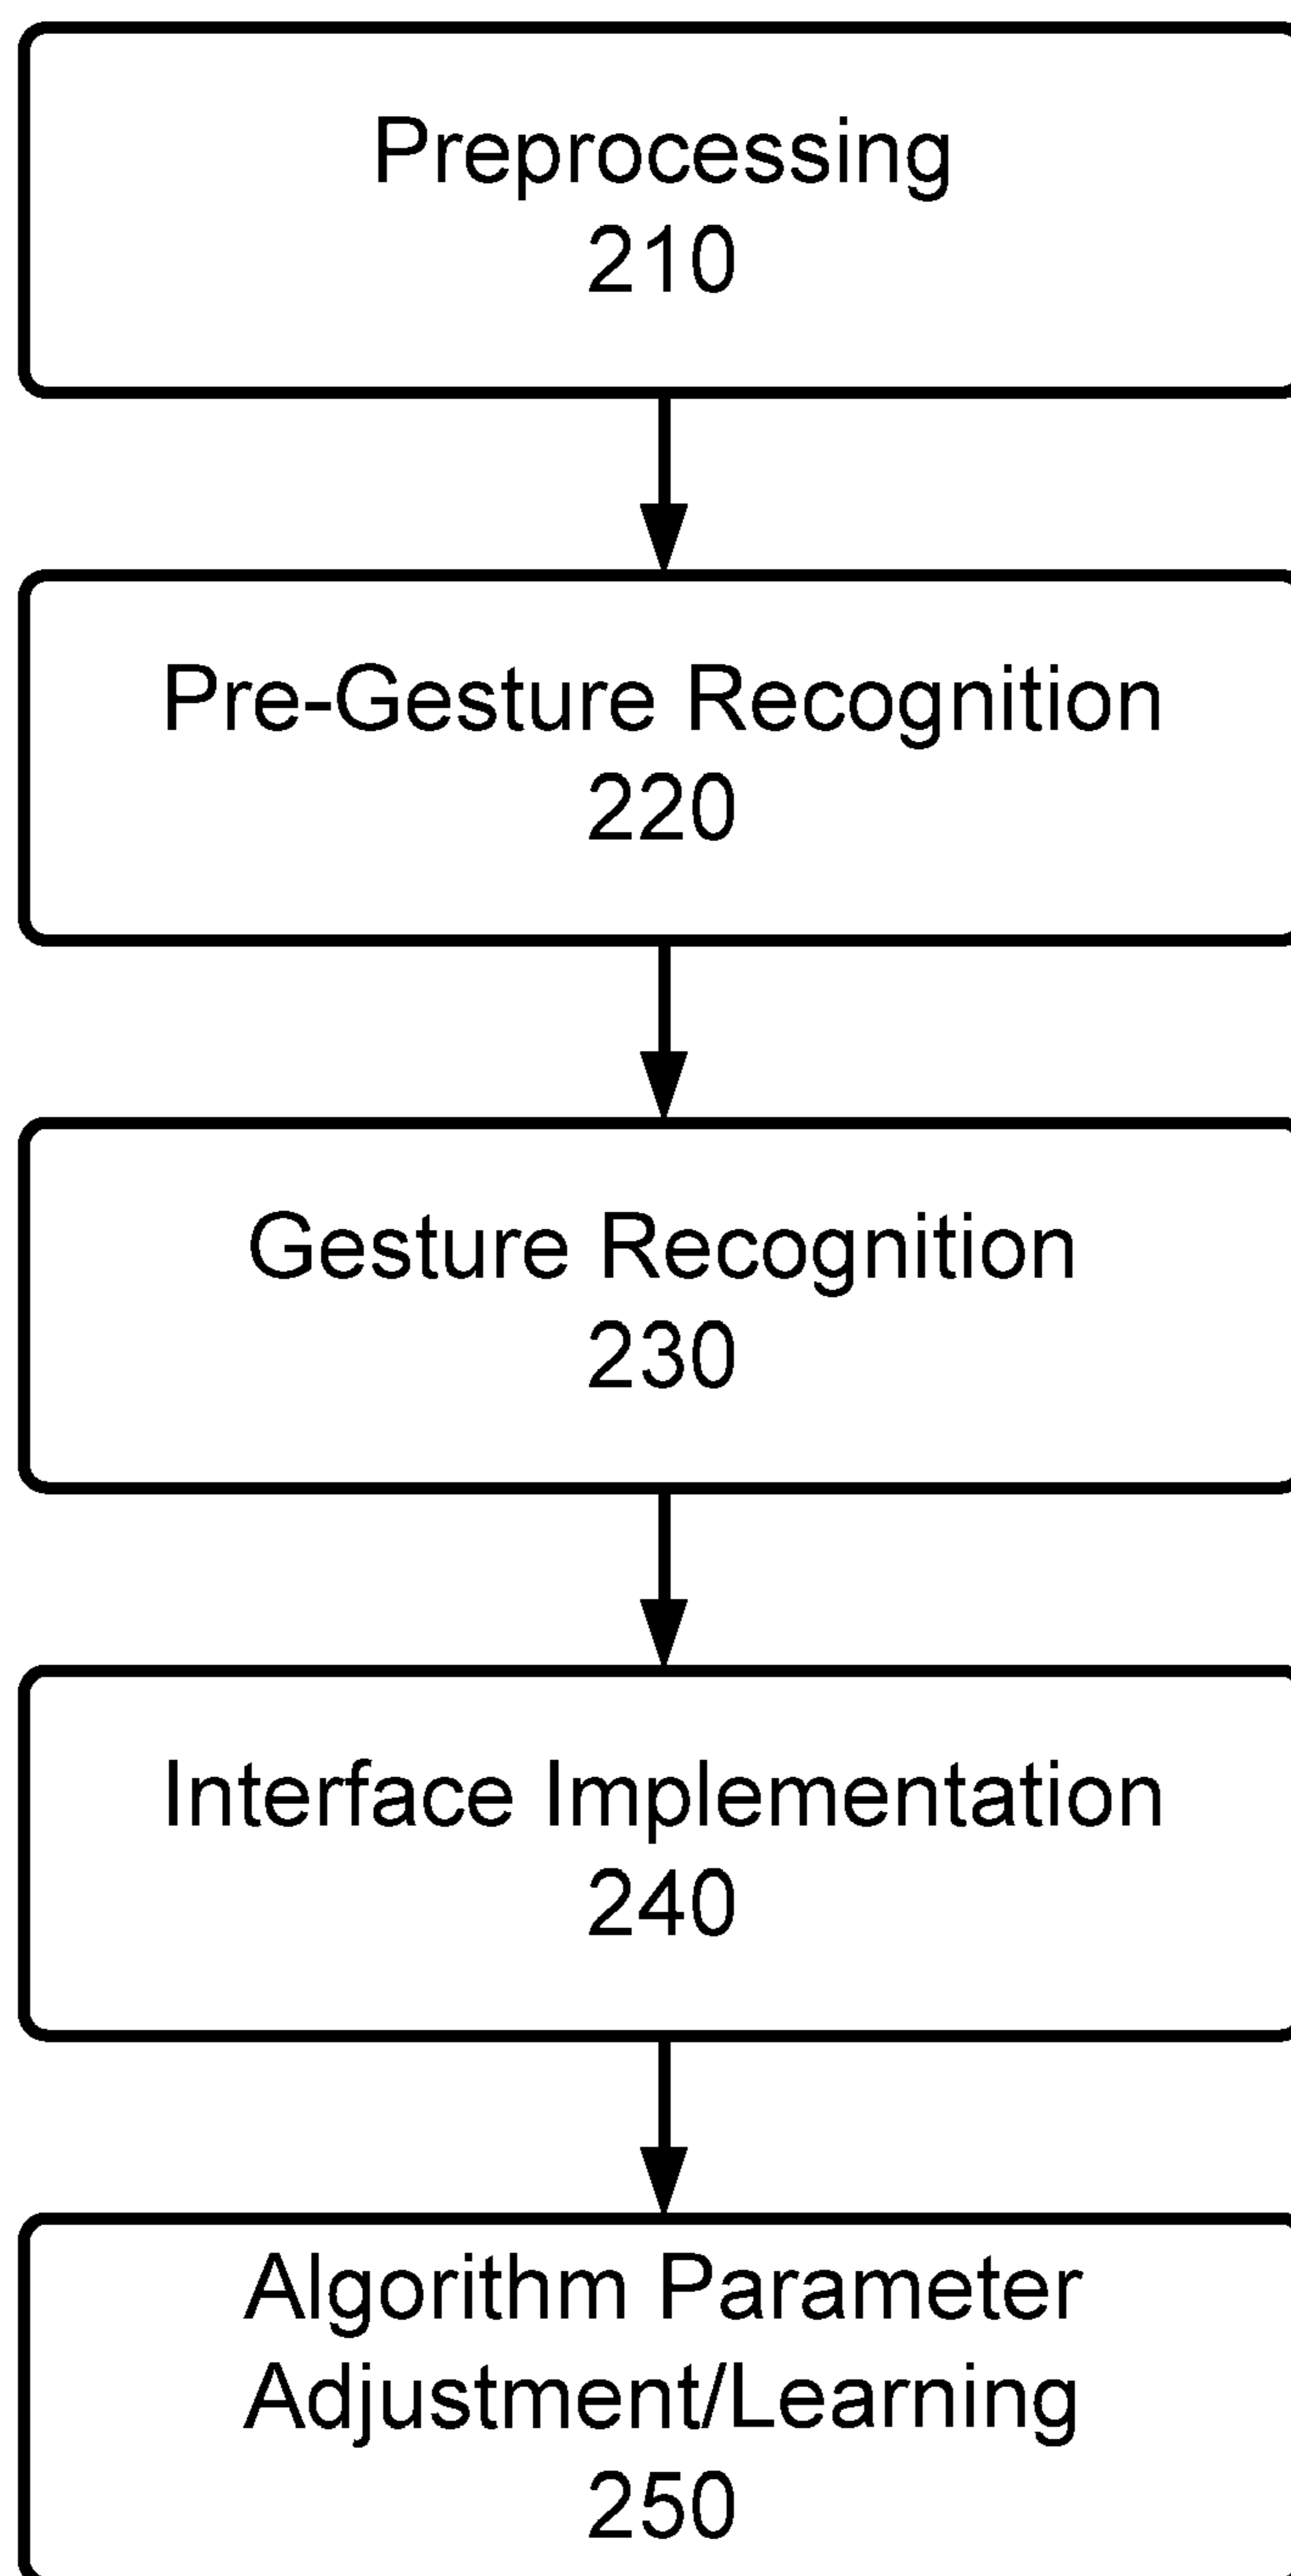 Preprocessing
210
Pre-Gesture Recognition
220
Gesture Recognition
230
Interface Implementation
240
Algorithm Parameter
Adjustment/Learning
250